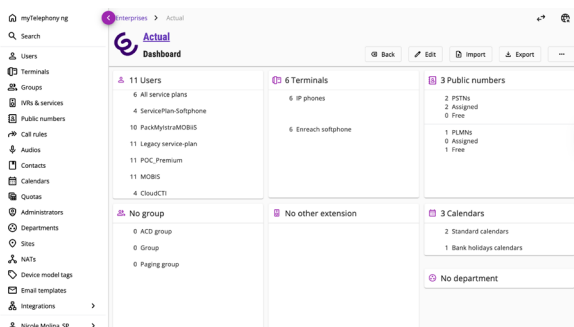 myTelephony ng
Enterprises > Actual
Search
Actual
Dashboard
Back
Edit
Import
Export
...
Users
Terminals
Groups
IVRs & services
Public numbers
Call rules
Audios
Contacts
Calendars
Quotas
Administrators
Departments
Sites
NATs
Device model tags
Email templates
Integrations >
Nicole Molina_SP
11 Users
6 All service plans
4 ServicePlan-Softphone
10 PackMyIstraMOBiiS
11 Legacy service-plan
11 POC_Premium
11 MOBIS
4 CloudCTI
6 Terminals
6 IP phones
6 Enreach softphone
3 Public numbers
2 PSTNs
2 Assigned
0 Free
1 PLMNs
0 Assigned
1 Free
No group
0 ACD group
0 Group
0 Paging group
No other extension
3 Calendars
2 Standard calendars
1 Bank holidays calendars
No department